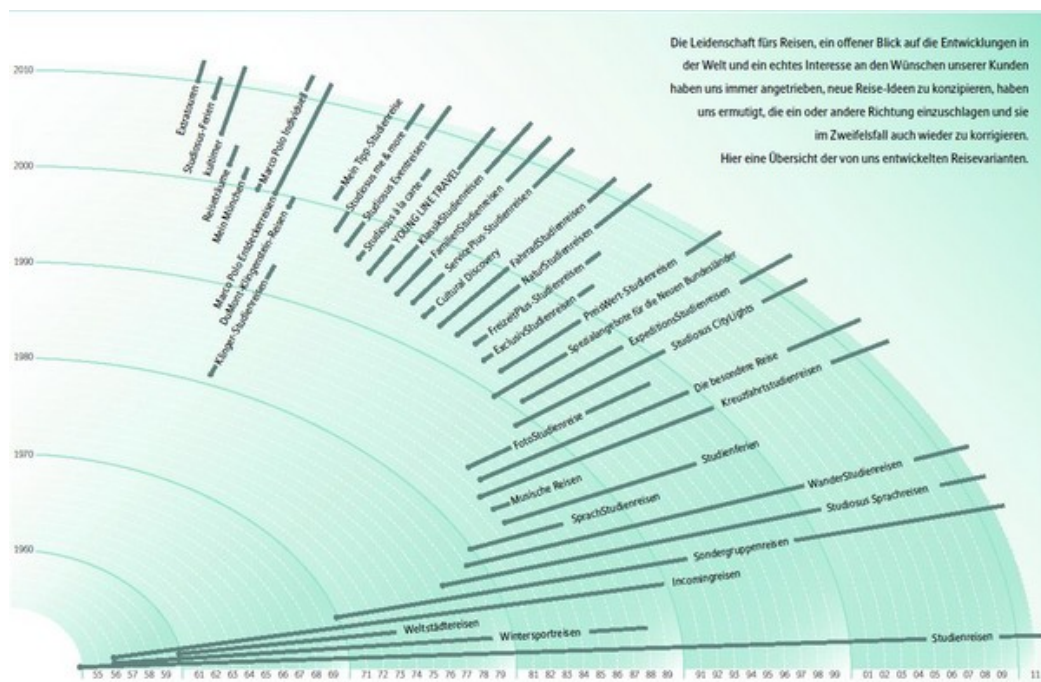 Die Leidenschaft fürs Reisen, ein offener Blick auf die Entwicklungen in
der Welt und ein echtes Interesse an den Wünschen unserer Kunden
haben uns immer angetrieben, neue Reise-Ideen zu konzipieren, haben
uns ermutigt, die ein oder andere Richtung einzuschlagen und sie
im Zweifelsfall auch wieder zu korrigieren.
Hier eine Übersicht der von uns entwickelten Reisevarianten.
2010
2000
1990
1980
1970
1960
Extratouren
Studiosus-Ferien
kultimer
Reiseträume
Mein München
Marco Polo Individuell
Marco Polo Entdeckerreisen
DuMont-Klingenstein-Reisen
Klinger-Studienreisen
Mein Tips-Studienreise
Studiosus me & more
Studiosus Eventreisen
Studiosus à la carte
YOUNG LINE TRAVEL
KlassikStudienreisen
FamilienStudienreisen
ServicePlus-Studienreisen
Cultural Discovery
FahrradStudienreisen
NaturStudienreisen
FreizeitPlus-Studienreisen
ExclusivStudienreisen
PreisWert-Studienreisen
Spezialangebote für die Neuen Bundesländer
ExpeditionsStudienreisen
Studiosus CityLights
FotoStudienreise
Die besondere Reise
Kreuzfahrtstudienreisen
Musische Reisen
Studienferien
SprachStudienreisen
WanderStudienreisen
Studiosus Sprachreisen
Sondergruppenreisen
Incomingreisen
Weltstädtereisen
Wintersportreisen
Studienreisen
55 56 57 58 59 61 62 63 64 65 66 67 68 69 71 72 73 74 75 76 77 78 79 81 82 83 84 85 86 87 88 89 91 92 93 94 95 96 97 98 99 01 02 03 04 05 06 07 08 09 11